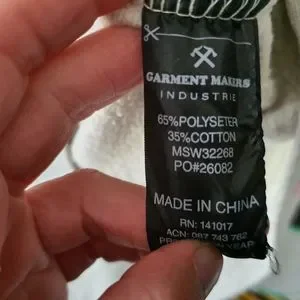 GARMENT MAKERS
INDUSTRIE
65%POLYSETER
35%COTTON
MSW32268
PO#26082
MADE IN CHINA
RN: 141017
ACN: 087 743 762
YEAR